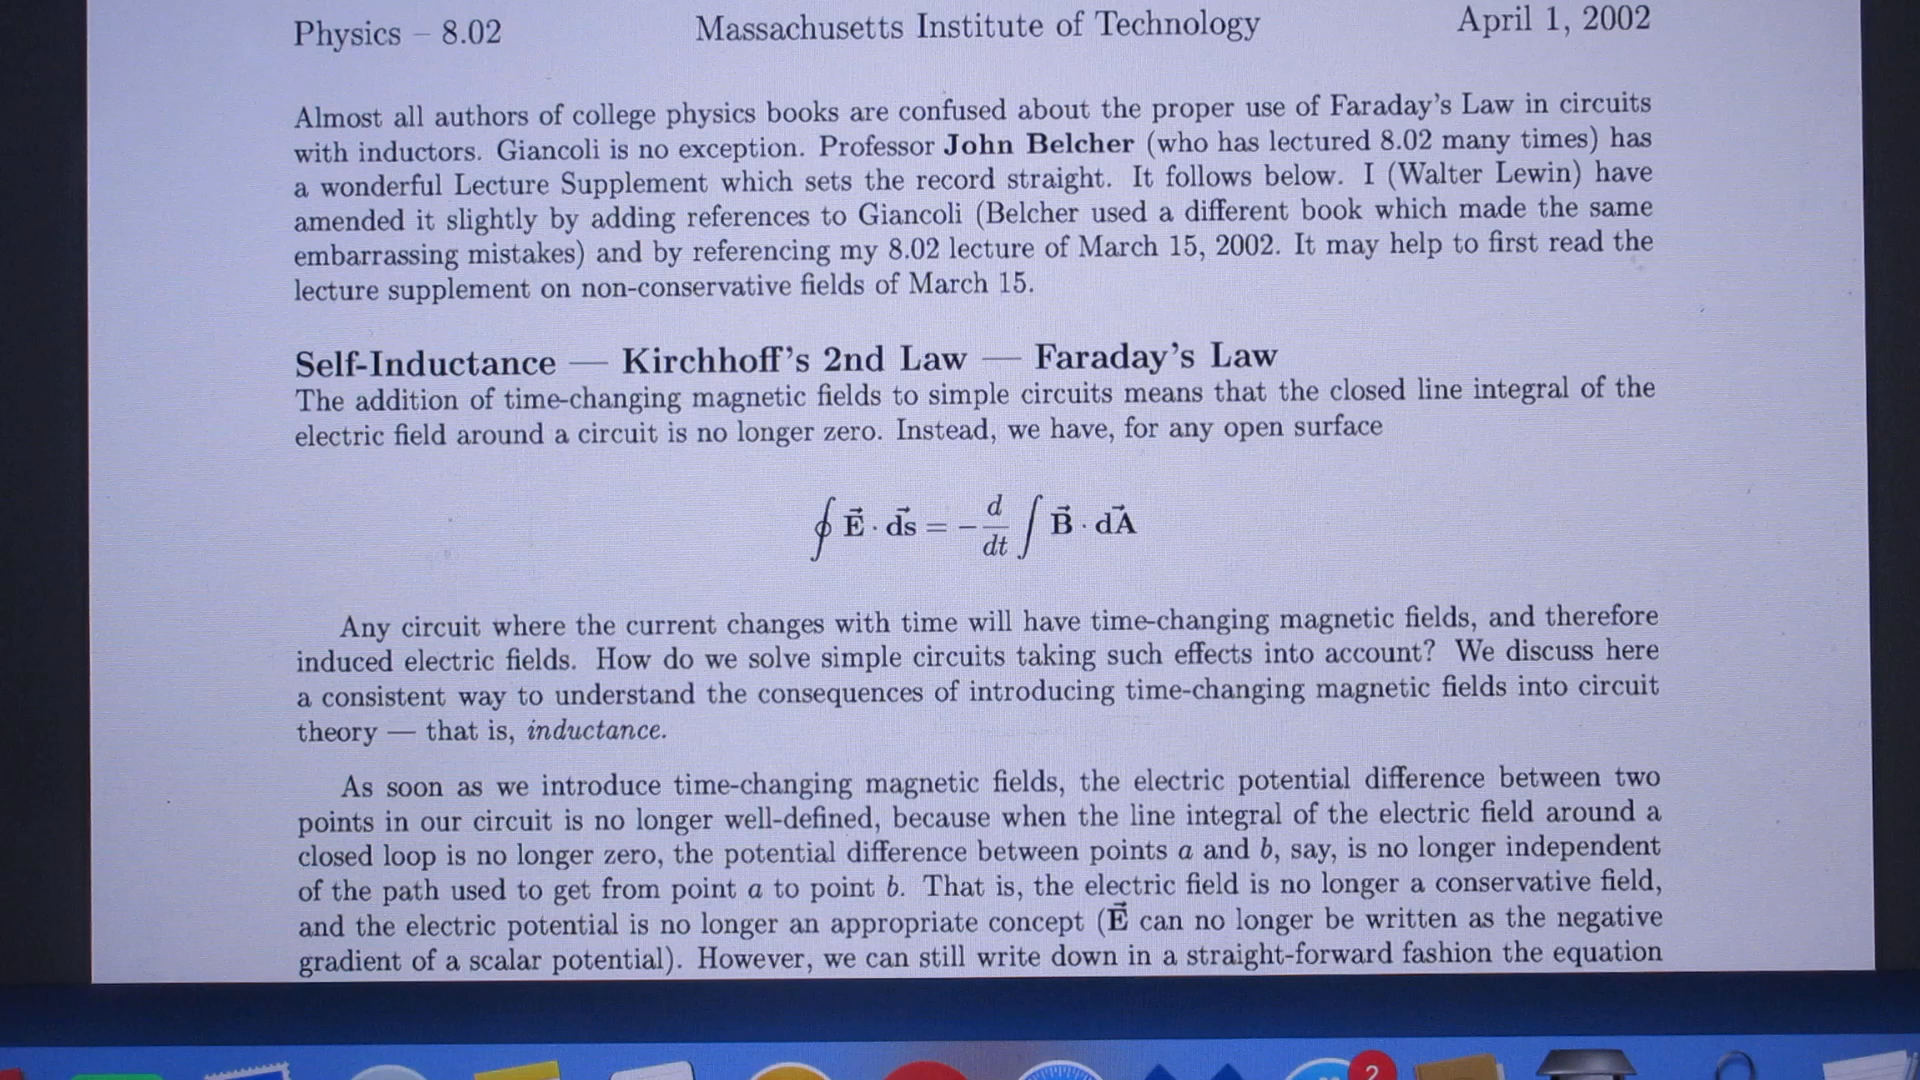 Physics – 8.02 Massachusetts Institute of Technology April 1, 2002
Almost all authors of college physics books are confused about the proper use of Faraday's Law in circuits
with inductors. Giancoli is no exception. Professor John Belcher (who has lectured 8.02 many times) has
a wonderful Lecture Supplement which sets the record straight. It follows below. I (Walter Lewin) have
amended it slightly by adding references to Giancoli (Belcher used a different book which made the same
embarrassing mistakes) and by referencing my 8.02 lecture of March 15, 2002. It may help to first read the
lecture supplement on non-conservative fields of March 15.
Self-Inductance — Kirchhoff's 2nd Law — Faraday's Law
The addition of time-changing magnetic fields to simple circuits means that the closed line integral of the
electric field around a circuit is no longer zero. Instead, we have, for any open surface
∮ E⃗ · ds⃗ = − d/dt ∫ B⃗ · dA⃗
Any circuit where the current changes with time will have time-changing magnetic fields, and therefore
induced electric fields. How do we solve simple circuits taking such effects into account? We discuss here
a consistent way to understand the consequences of introducing time-changing magnetic fields into circuit
theory — that is, inductance.
As soon as we introduce time-changing magnetic fields, the electric potential difference between two
points in our circuit is no longer well-defined, because when the line integral of the electric field around a
closed loop is no longer zero, the potential difference between points a and b, say, is no longer independent
of the path used to get from point a to point b. That is, the electric field is no longer a conservative field,
and the electric potential is no longer an appropriate concept (E⃗ can no longer be written as the negative
gradient of a scalar potential). However, we can still write down in a straight-forward fashion the equation
2